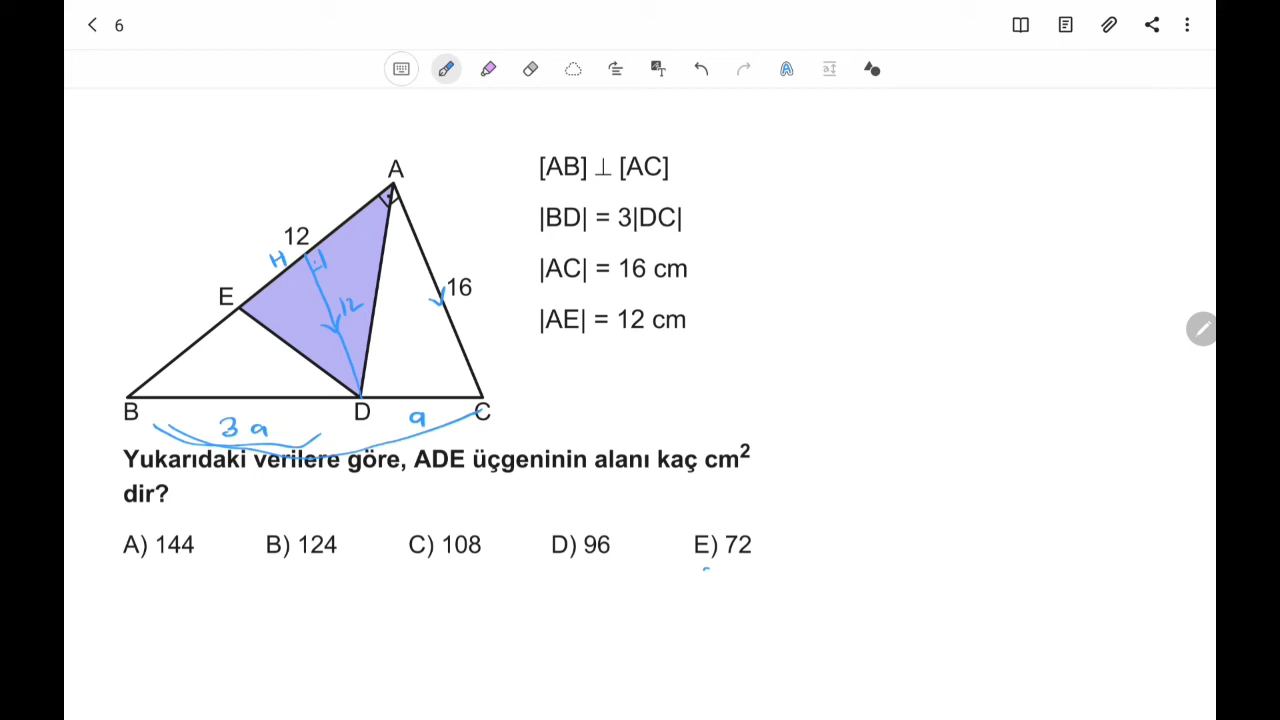 6
A
[AB] ⊥ [AC]
|BD| = 3|DC|
12
H
|AC| = 16 cm
E
16
12
|AE| = 12 cm
B
D
C
3a
a
Yukarıdaki verilere göre, ADE üçgeninin alanı kaç cm²
dir?
A) 144 B) 124 C) 108 D) 96 E) 72